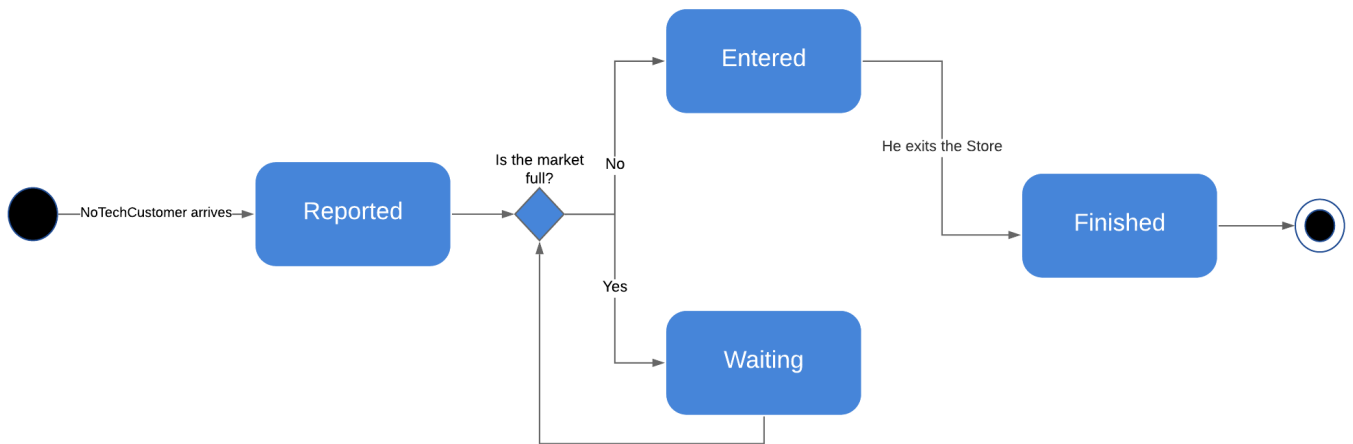 Entered
Is the market
full?
No
He exits the Store
NoTechCustomer arrives
Reported
Finished
Yes
Waiting